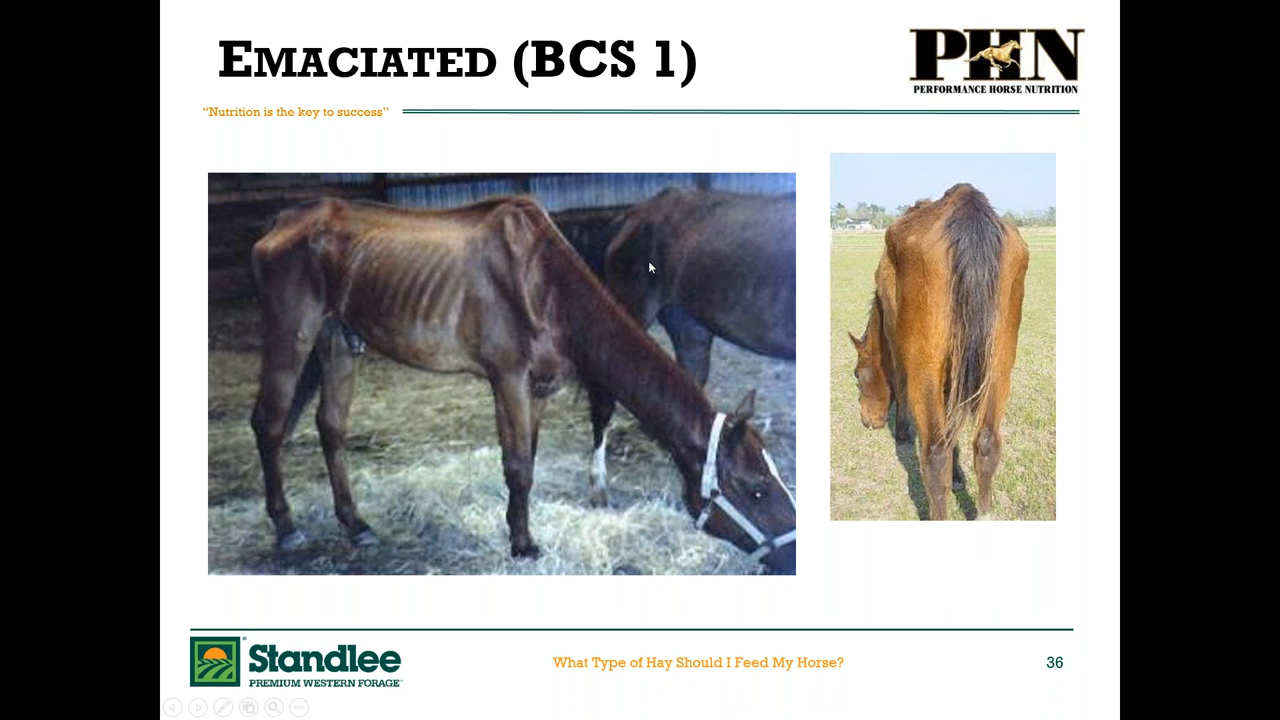 EMACIATED (BCS 1)
PHN
PERFORMANCE HORSE NUTRITION
"Nutrition is the key to success"
Standlee
PREMIUM WESTERN FORAGE
What Type of Hay Should I Feed My Horse?
36